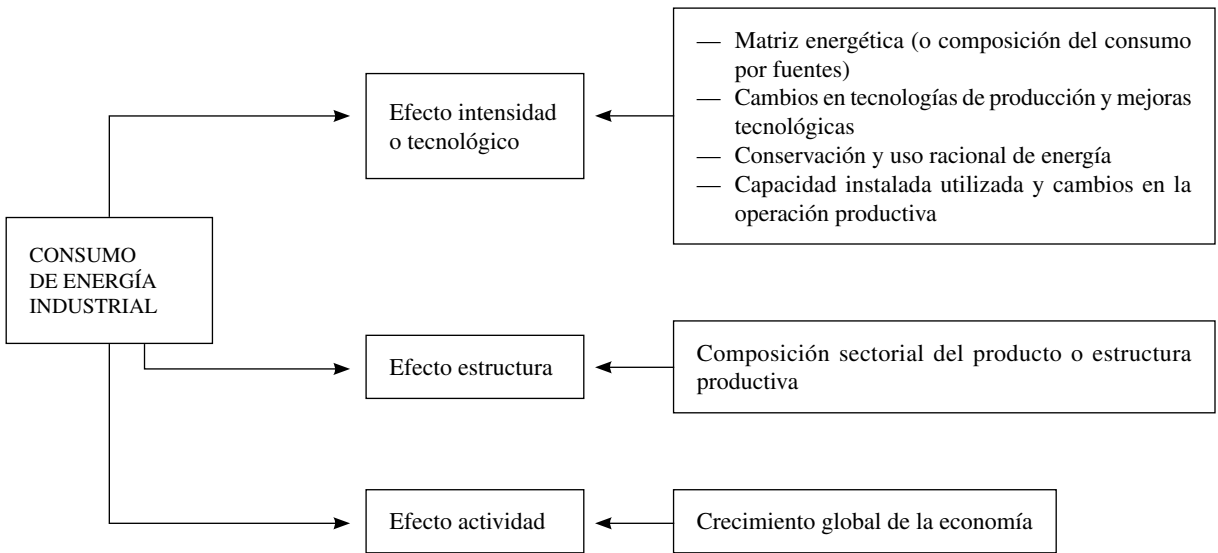 — Matriz energética (o composición del consumo
por fuentes)
— Cambios en tecnologías de producción y mejoras
tecnológicas
— Conservación y uso racional de energía
— Capacidad instalada utilizada y cambios en la
operación productiva
Efecto intensidad
o tecnológico
CONSUMO
DE ENERGÍA
INDUSTRIAL
Efecto estructura
Composición sectorial del producto o estructura
productiva
Efecto actividad
Crecimiento global de la economía